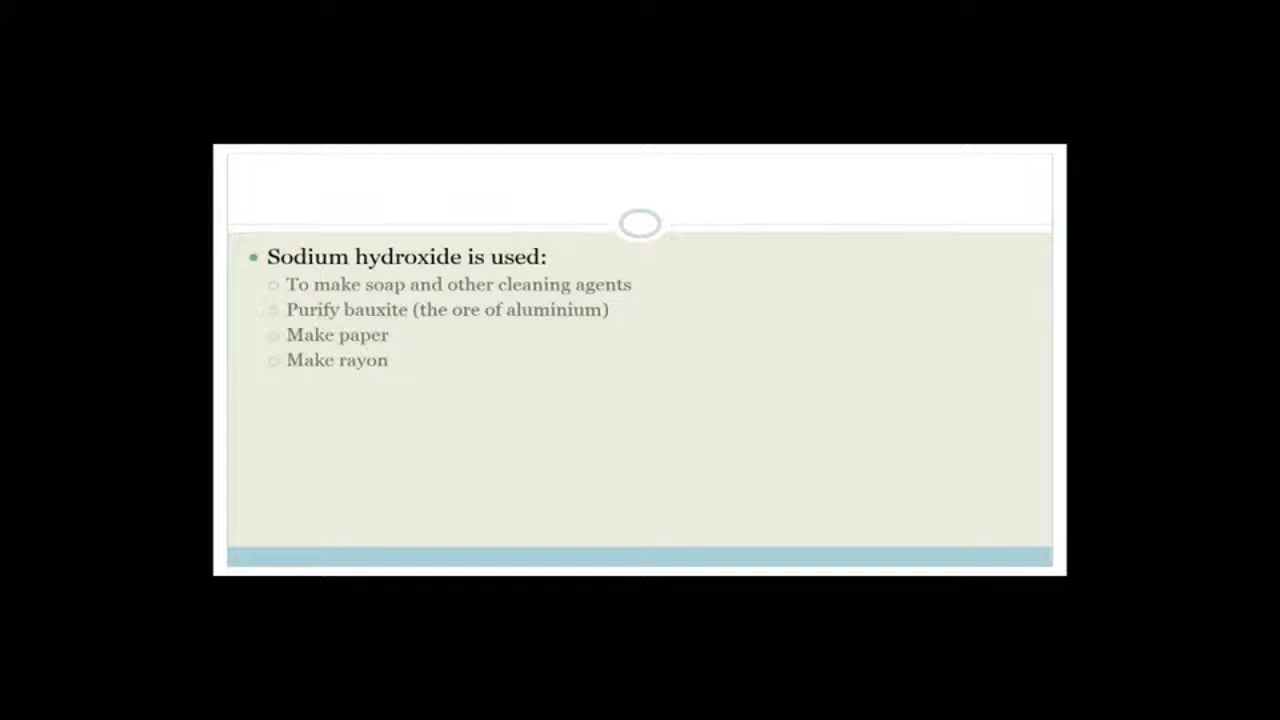 Sodium hydroxide is used:
To make soap and other cleaning agents
Purify bauxite (the ore of aluminium)
Make paper
Make rayon